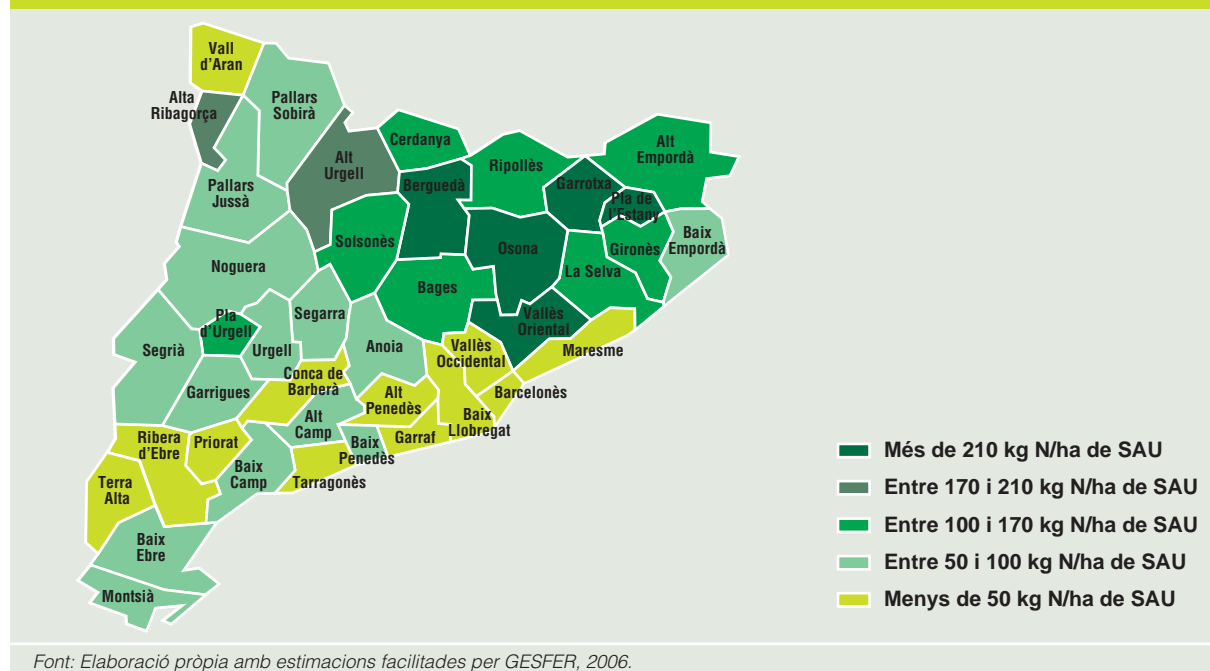 Vall
d'Aran
Alta
Ribagorça
Pallars
Sobirà
Cerdanya
Alt
Urgell
Ripollès
Alt
Empordà
Berguedà
Garrotxa
Pla de
l'Estany
Pallars
Jussà
Solsonès
Osona
Gironès
Baix
Empordà
Noguera
La Selva
Bages
Segarra
Pla
d'Urgell
Vallès
Oriental
Segrià
Urgell
Anoia
Vallès
Occidental
Maresme
Garrigues
Conca de
Barberà
Alt
Penedès
Barcelonès
Alt
Camp
Baix
Llobregat
Ribera
d'Ebre
Priorat
Garraf
Baix
Penedès
Baix
Camp
Tarragonès
Terra
Alta
Baix
Ebre
Montsià
Més de 210 kg N/ha de SAU
Entre 170 i 210 kg N/ha de SAU
Entre 100 i 170 kg N/ha de SAU
Entre 50 i 100 kg N/ha de SAU
Menys de 50 kg N/ha de SAU
Font: Elaboració pròpia amb estimacions facilitades per GESFER, 2006.